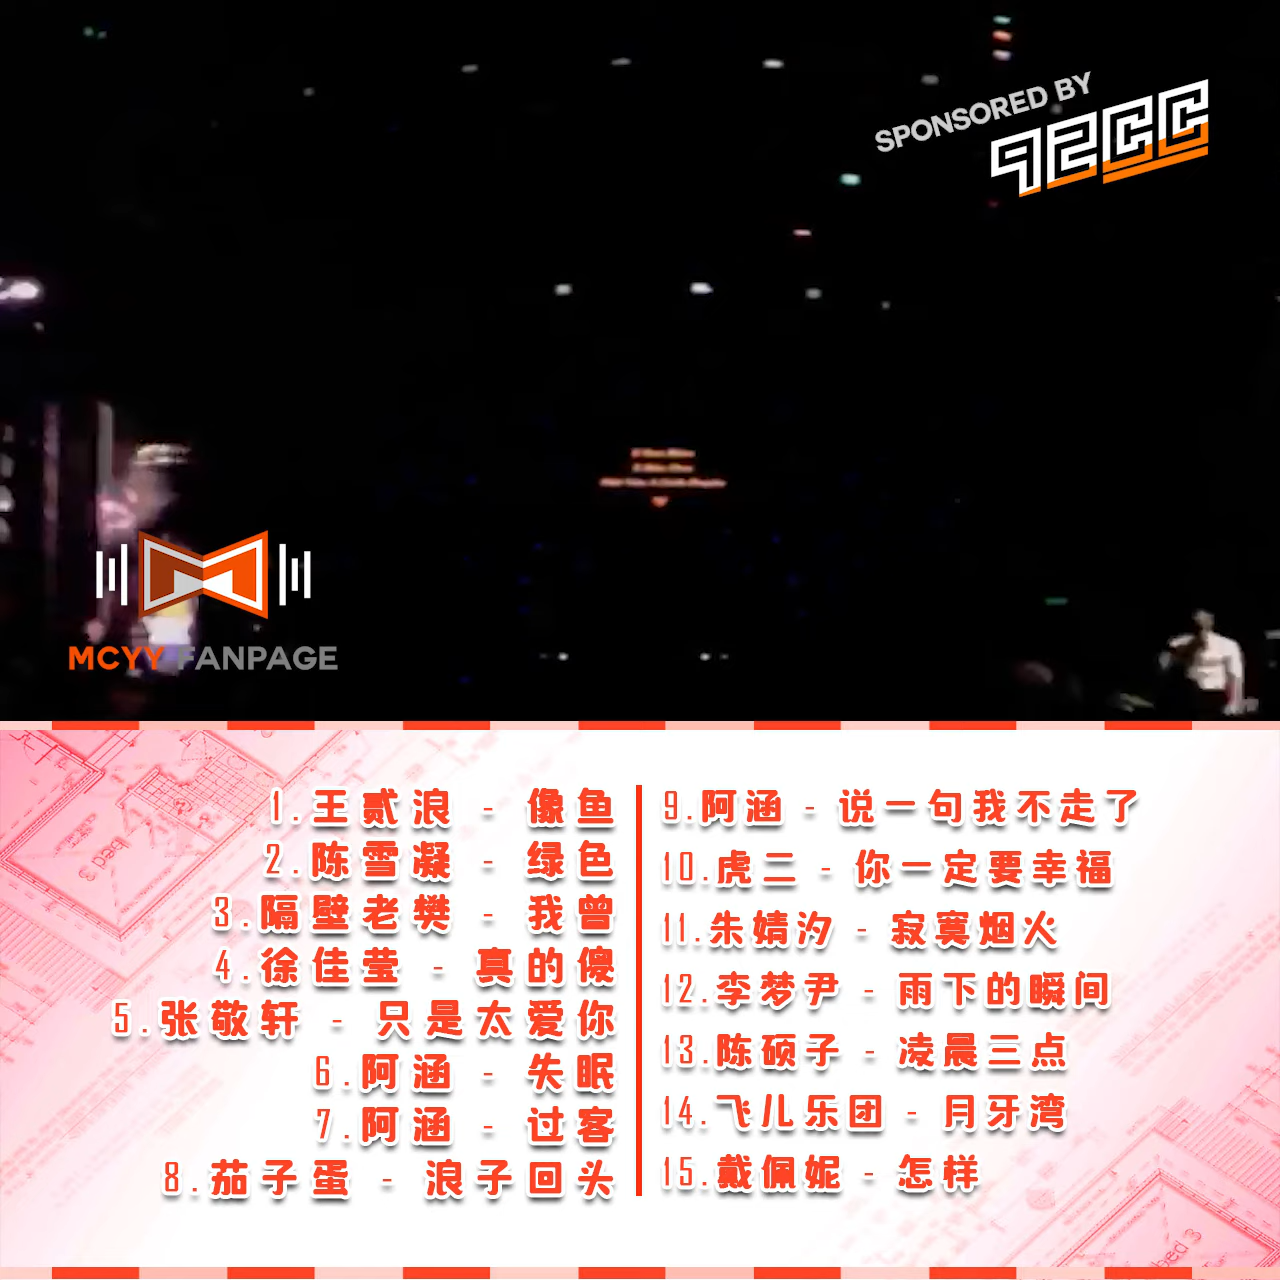 SPONSORED BY
92CC
MCYY FANPAGE
1.王贰浪 - 像鱼
2.陈雪凝 - 绿色
3.隔壁老樊 - 我曾
4.徐佳莹 - 真的傻
5.张敬轩 - 只是太爱你
6.阿涵 - 失眠
7.阿涵 - 过客
8.茄子蛋 - 浪子回头
9.阿涵 - 说一句我不走了
10.虎二 - 你一定要幸福
11.朱婧汐 - 寂寞烟火
12.李梦尹 - 雨下的瞬间
13.陈硕子 - 凌晨三点
14.飞儿乐团 - 月牙湾
15.戴佩妮 - 怎样